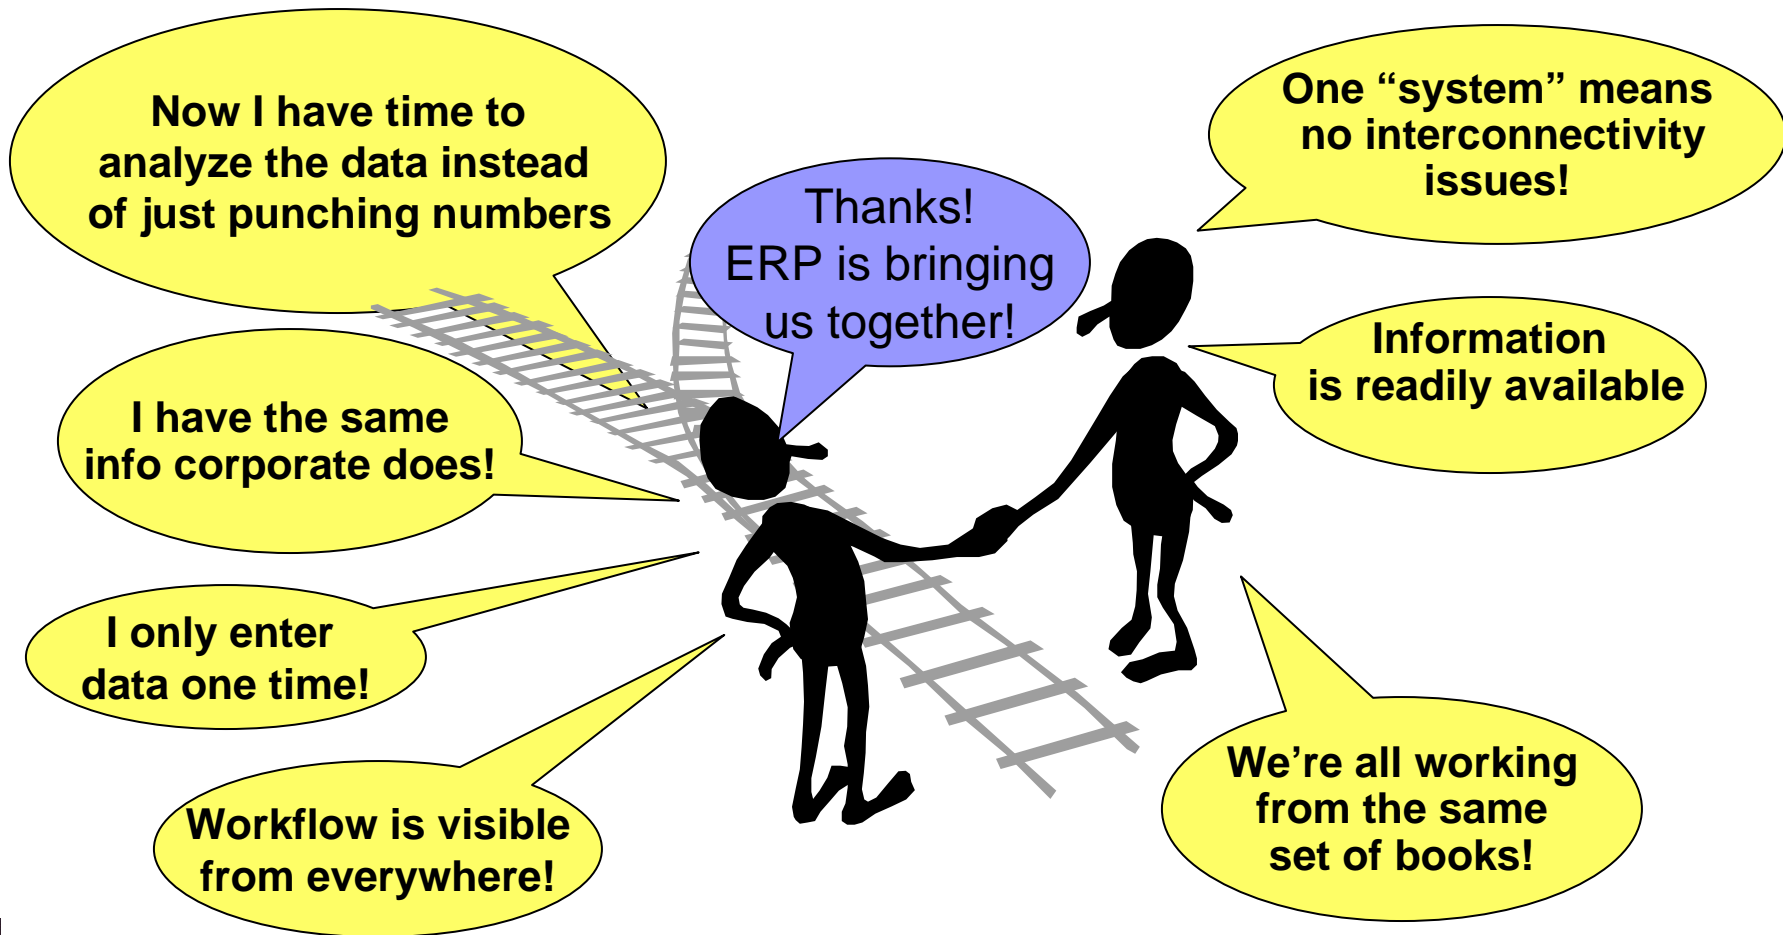 Now I have time to
analyze the data instead
of just punching numbers
Thanks!
ERP is bringing
us together!
One “system” means
no interconnectivity
issues!
Information
is readily available
I have the same
info corporate does!
I only enter
data one time!
Workflow is visible
from everywhere!
We’re all working
from the same
set of books!